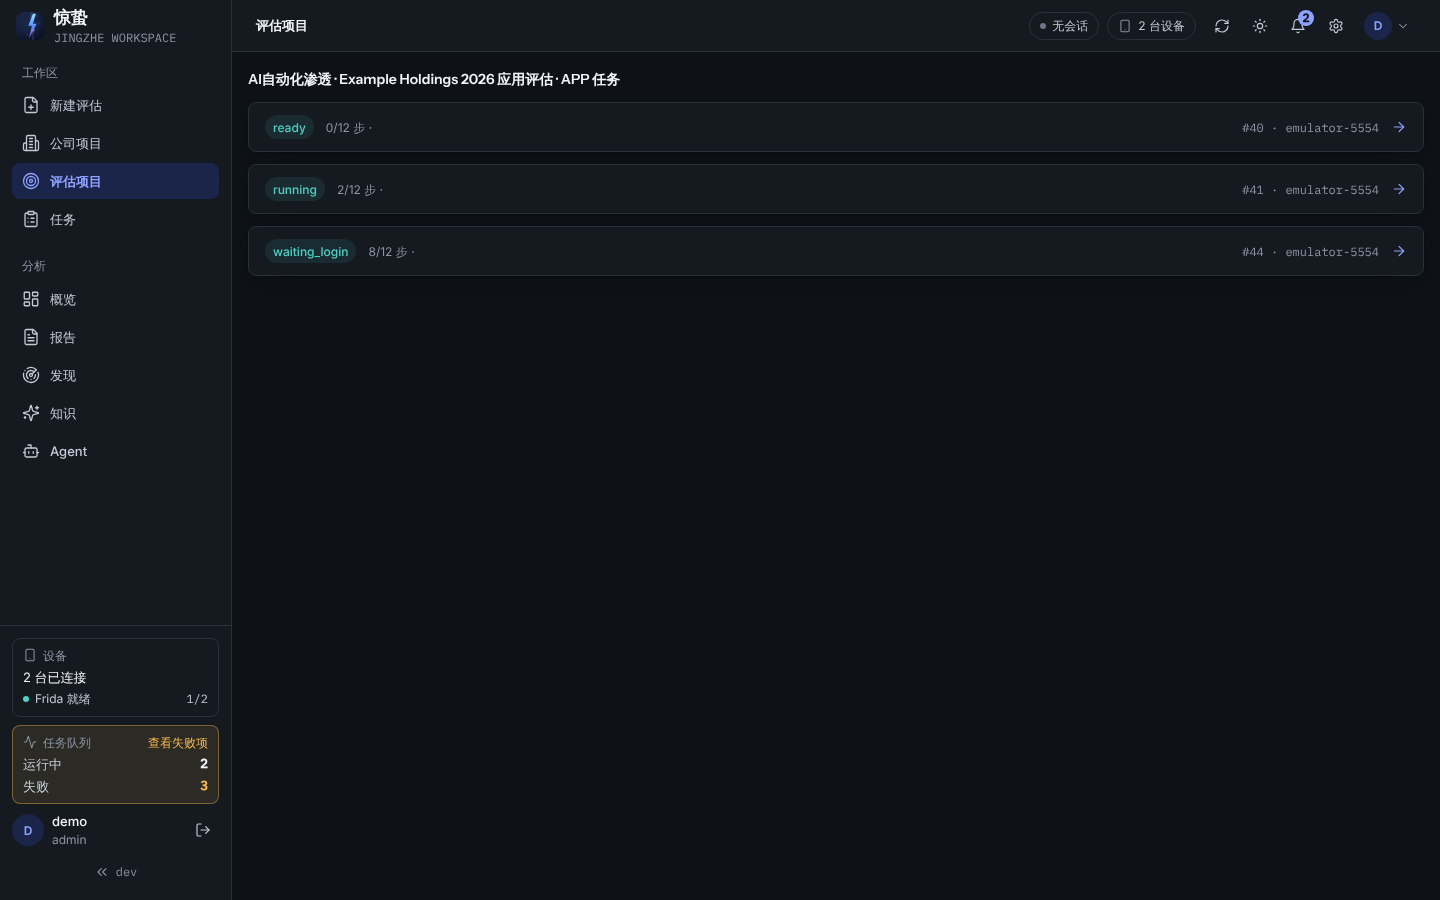 惊蛰
JINGZHE WORKSPACE
工作区
新建评估
公司项目
评估项目
任务
分析
概览
报告
发现
知识
Agent
设备
2 台已连接
Frida 就绪 1/2
任务队列 查看失败项
运行中 2
失败 3
D demo
admin
dev
评估项目
无会话
2 台设备
2
D
AI自动化渗透 · Example Holdings 2026 应用评估 · APP 任务
ready 0/12 步 · #40 · emulator-5554
running 2/12 步 · #41 · emulator-5554
waiting_login 8/12 步 · #44 · emulator-5554